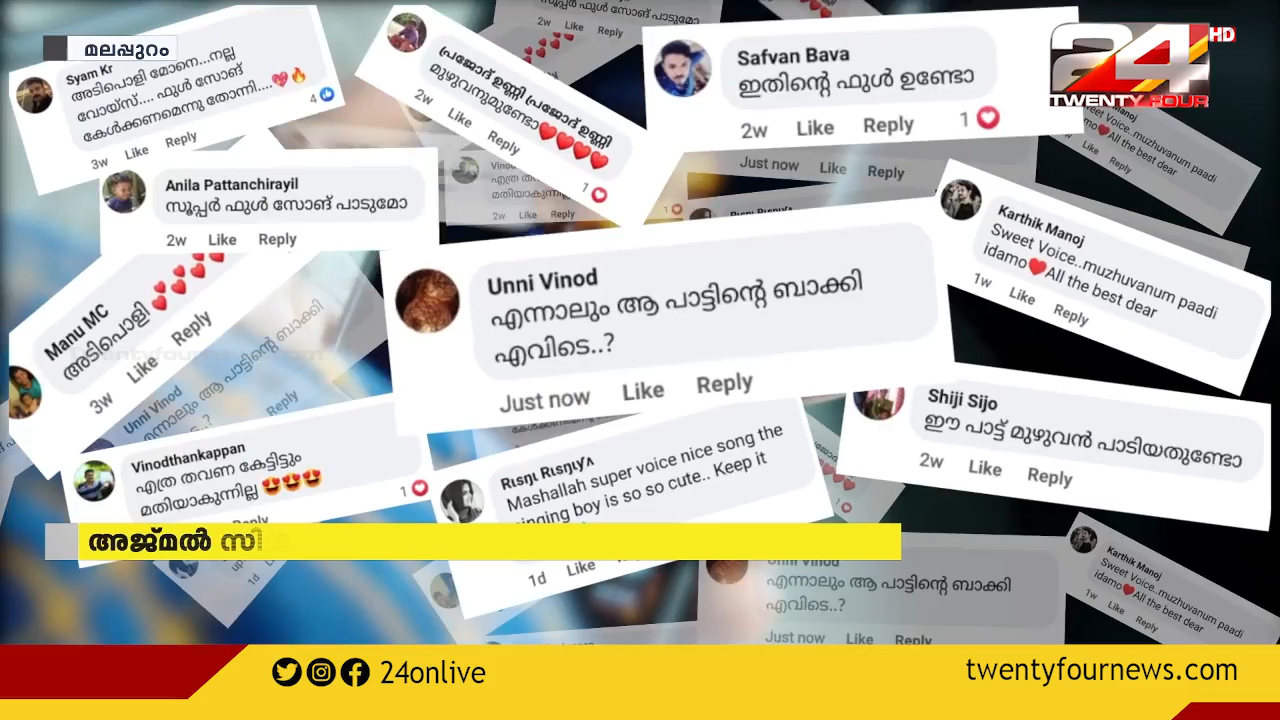 മലപ്പുറം
24
HD
TWENTY FOUR
Syam Kr
അടിപൊളി മോനെ...നല്ല
വോയ്സ്.... ഫുൾ സോങ്
കേൾക്കണമെന്നു തോന്നി....💖🔥
3w Like Reply
4
പ്രജോദ് ഉണ്ണി പ്രജോദ് ഉണ്ണി
മുഴുവനുമുണ്ടോ❤❤❤❤
2w Like Reply
1
Safvan Bava
ഇതിന്റെ ഫുൾ ഉണ്ടോ
2w Like Reply
1
Just now Like Reply
Anila Pattanchirayil
സൂപ്പർ ഫുൾ സോങ് പാടുമോ
2w Like Reply
Karthik Manoj
Sweet Voice..muzhuvanum paadi
idamo❤All the best dear
1w Like Reply
Unni Vinod
എന്നാലും ആ പാട്ടിന്റെ ബാക്കി
എവിടെ..?
Just now Like Reply
Manu MC
അടിപൊളി ❤❤❤❤❤
3w Like Reply
Shiji Sijo
ഈ പാട്ട് മുഴുവൻ പാടിയതുണ്ടോ
2w Like Reply
Vinodthankappan
എത്ര തവണ കേട്ടിട്ടും
മതിയാകുന്നില്ല 😍😍😍
Reply
1
Rιsηι Rιsηιyʌ
Mashallah super voice nice song the
singing boy is so so cute.. Keep it
1d Like
അജ്മൽ സി
എന്നാലും ആ പാട്ടിന്റെ ബാക്കി
എവിടെ..?
Just now Like Reply
Karthik Manoj
Sweet Voice..muzhuvanum paadi
idamo❤All the best dear
1w Like Reply
24onlive
twentyfournews.com